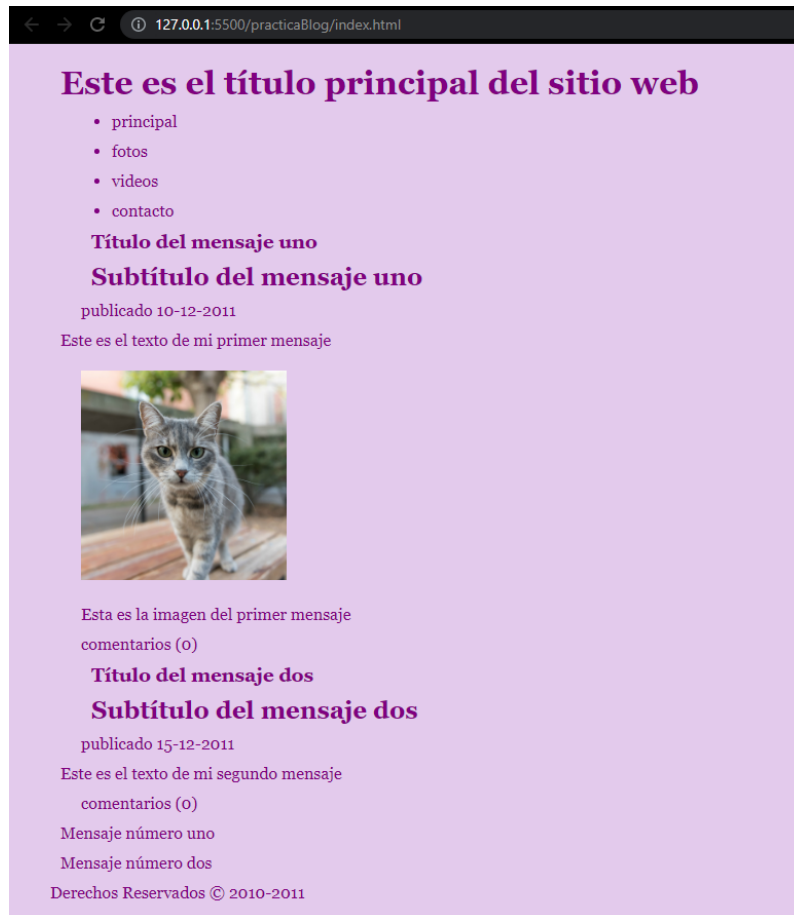 127.0.0.1:5500/practicaBlog/index.html
Este es el título principal del sitio web
principal
fotos
videos
contacto
Título del mensaje uno
Subtítulo del mensaje uno
publicado 10-12-2011
Este es el texto de mi primer mensaje
Esta es la imagen del primer mensaje
comentarios (0)
Título del mensaje dos
Subtítulo del mensaje dos
publicado 15-12-2011
Este es el texto de mi segundo mensaje
comentarios (0)
Mensaje número uno
Mensaje número dos
Derechos Reservados © 2010-2011